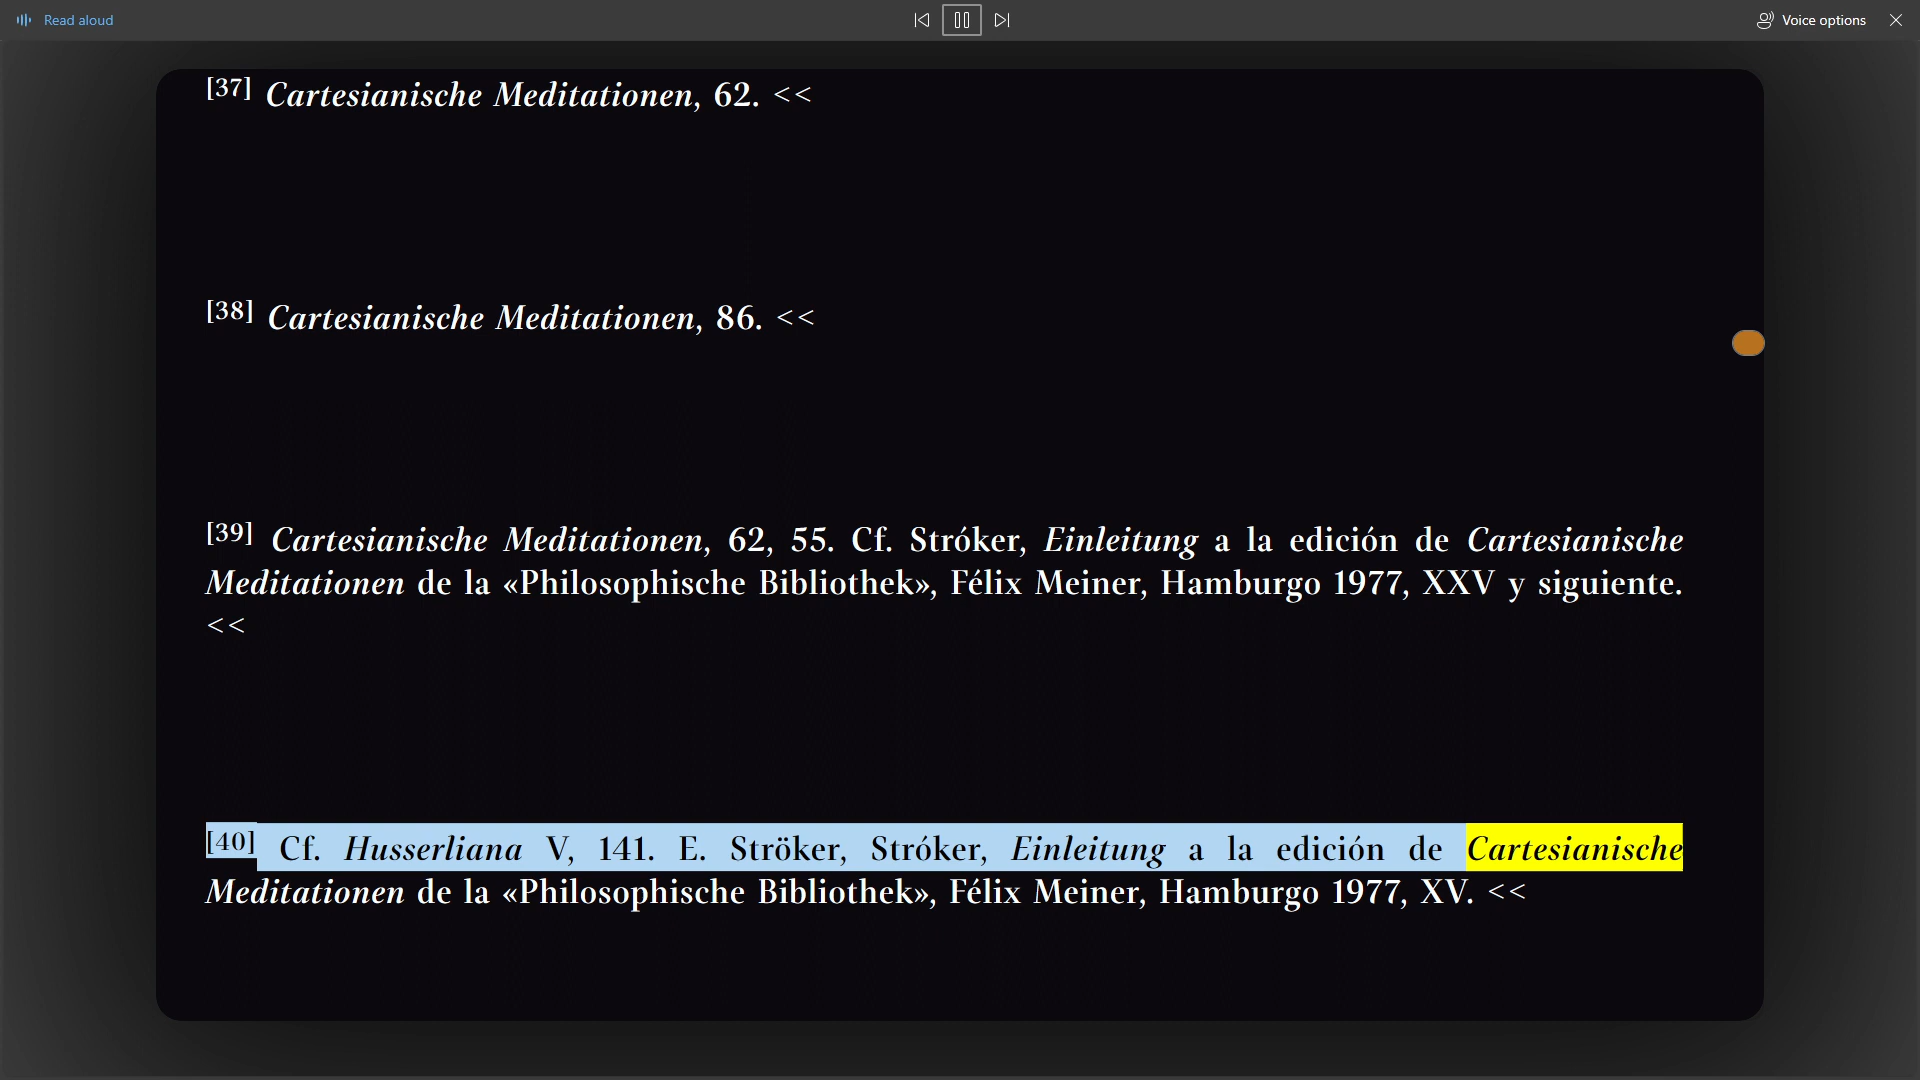 Read aloud
Voice options
[37] Cartesianische Meditationen, 62. <<
[38] Cartesianische Meditationen, 86. <<
[39] Cartesianische Meditationen, 62, 55. Cf. Stróker, Einleitung a la edición de Cartesianische
Meditationen de la «Philosophische Bibliothek», Félix Meiner, Hamburgo 1977, XXV y siguiente.
<<
[40] Cf. Husserliana V, 141. E. Ströker, Stróker, Einleitung a la edición de Cartesianische
Meditationen de la «Philosophische Bibliothek», Félix Meiner, Hamburgo 1977, XV. <<